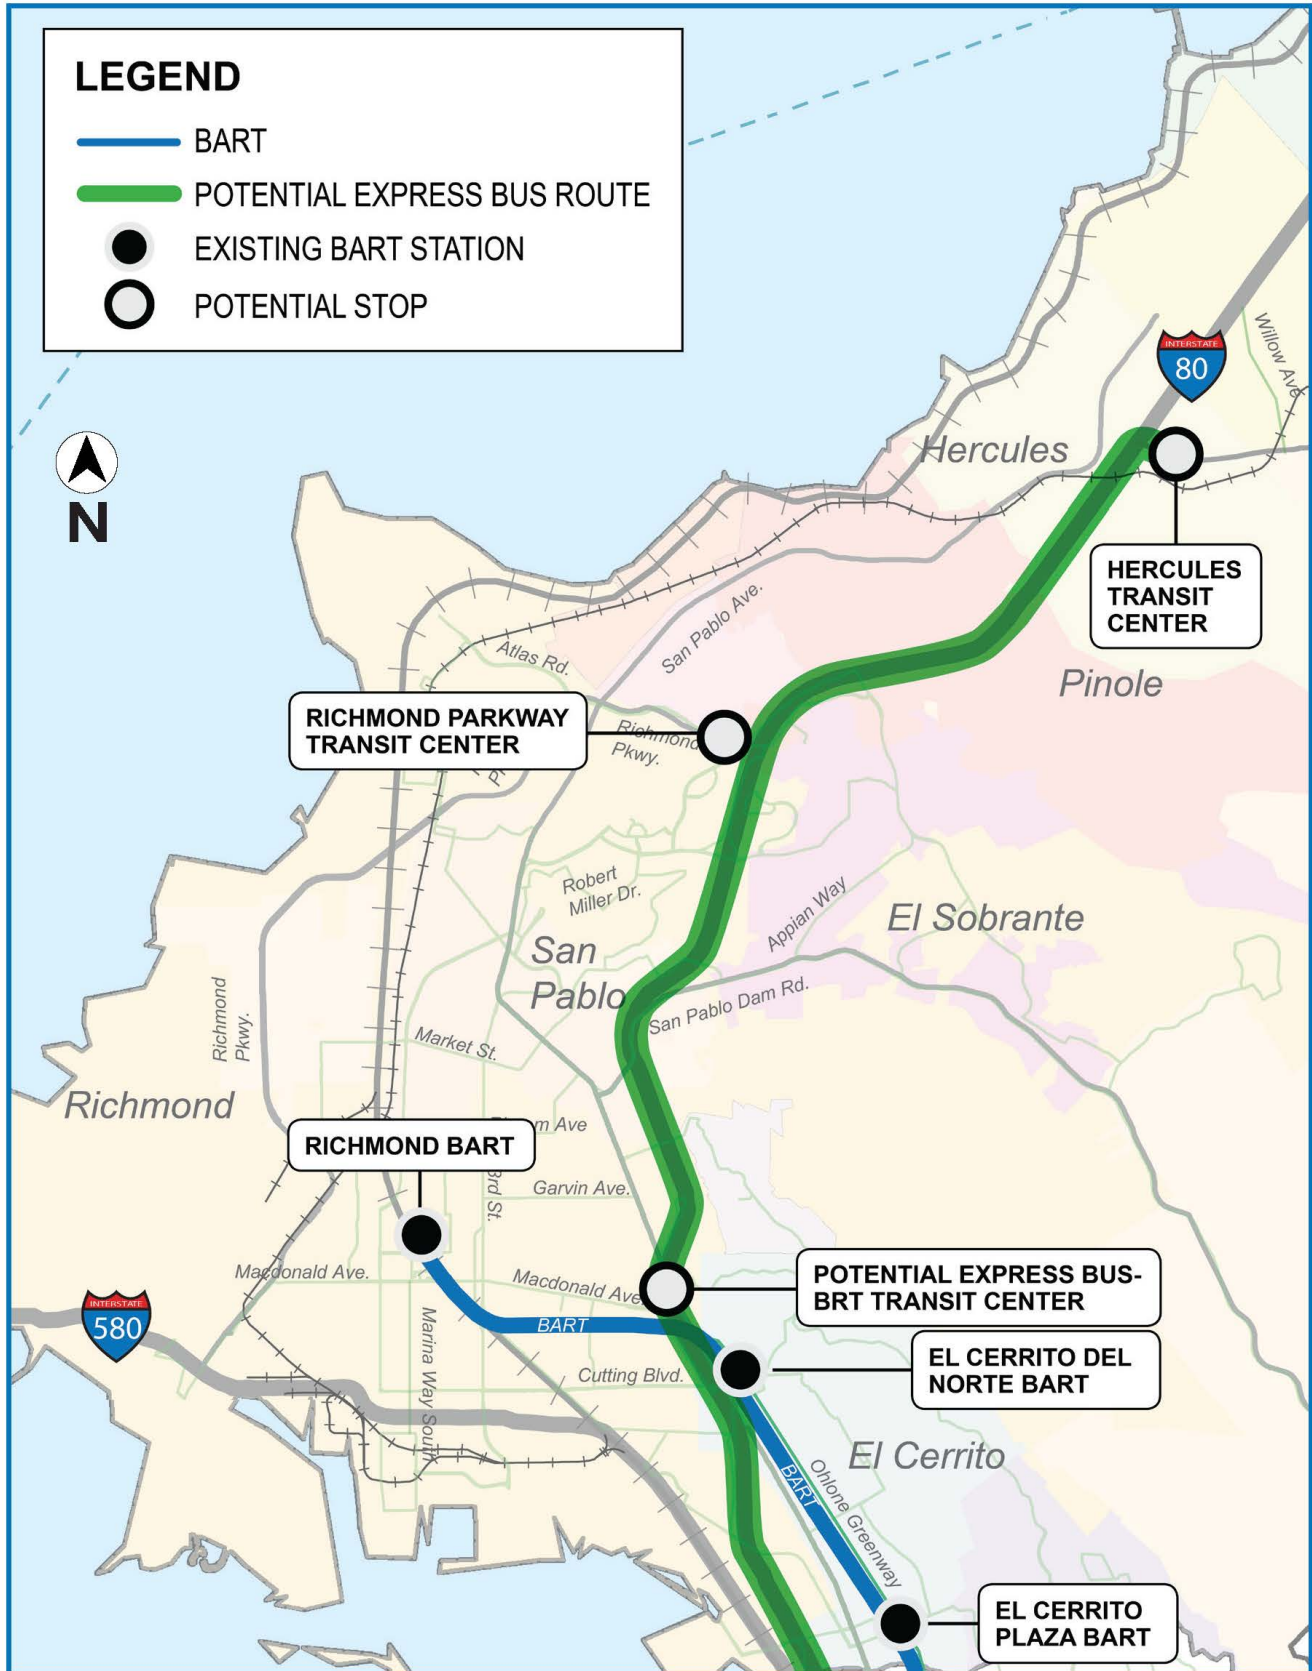 LEGEND
BART
POTENTIAL EXPRESS BUS ROUTE
EXISTING BART STATION
POTENTIAL STOP
N
INTERSTATE
80
Willow Ave
Hercules
HERCULES
TRANSIT
CENTER
Pinole
San Pablo Ave.
Atlas Rd.
RICHMOND PARKWAY
TRANSIT CENTER
Richmond
Pkwy.
Robert
Miller Dr.
Appian Way
El Sobrante
San
Pablo
San Pablo Dam Rd.
Richmond
Pkwy.
Market St.
Richmond
m Ave
RICHMOND BART
Garvin Ave.
3rd St.
Macdonald Ave.
Macdonald Ave.
POTENTIAL EXPRESS BUS-
BRT TRANSIT CENTER
INTERSTATE
580
BART
EL CERRITO DEL
NORTE BART
Cutting Blvd.
Marina Way South
El Cerrito
BART
Ohlone Greenway
EL CERRITO
PLAZA BART